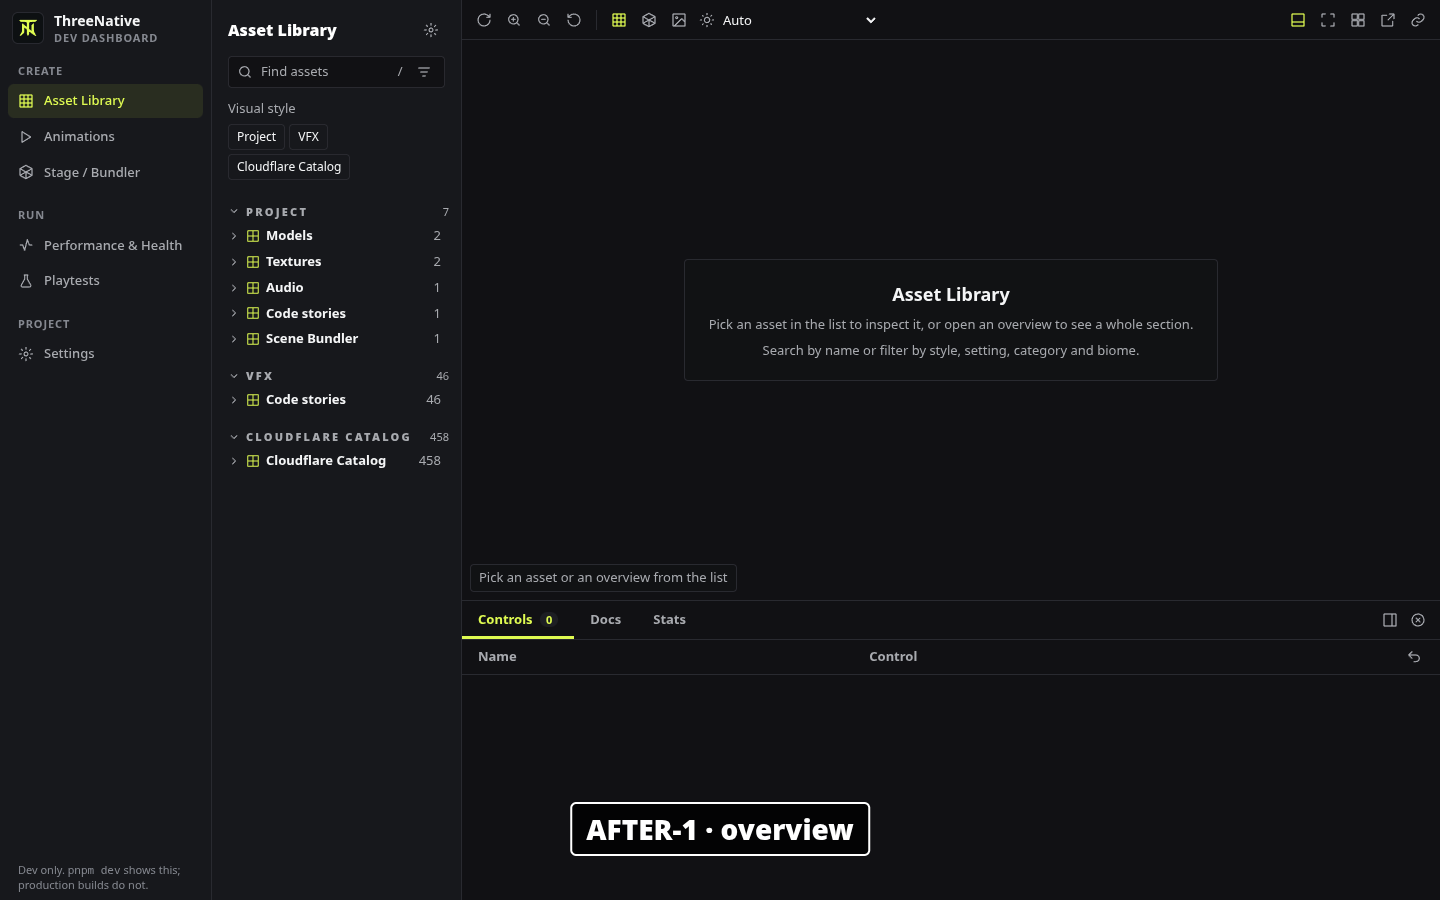 ThreeNative
DEV DASHBOARD
CREATE
Asset Library
Animations
Stage / Bundler
RUN
Performance & Health
Playtests
PROJECT
Settings
Dev only. pnpm dev shows this;
production builds do not.
Asset Library
Find assets /
Visual style
Project VFX
Cloudflare Catalog
PROJECT 7
Models 2
Textures 2
Audio 1
Code stories 1
Scene Bundler 1
VFX 46
Code stories 46
CLOUDFLARE CATALOG 458
Cloudflare Catalog 458
Auto
Asset Library
Pick an asset in the list to inspect it, or open an overview to see a whole section.
Search by name or filter by style, setting, category and biome.
Pick an asset or an overview from the list
Controls 0 Docs Stats
Name Control
AFTER-1 · overview